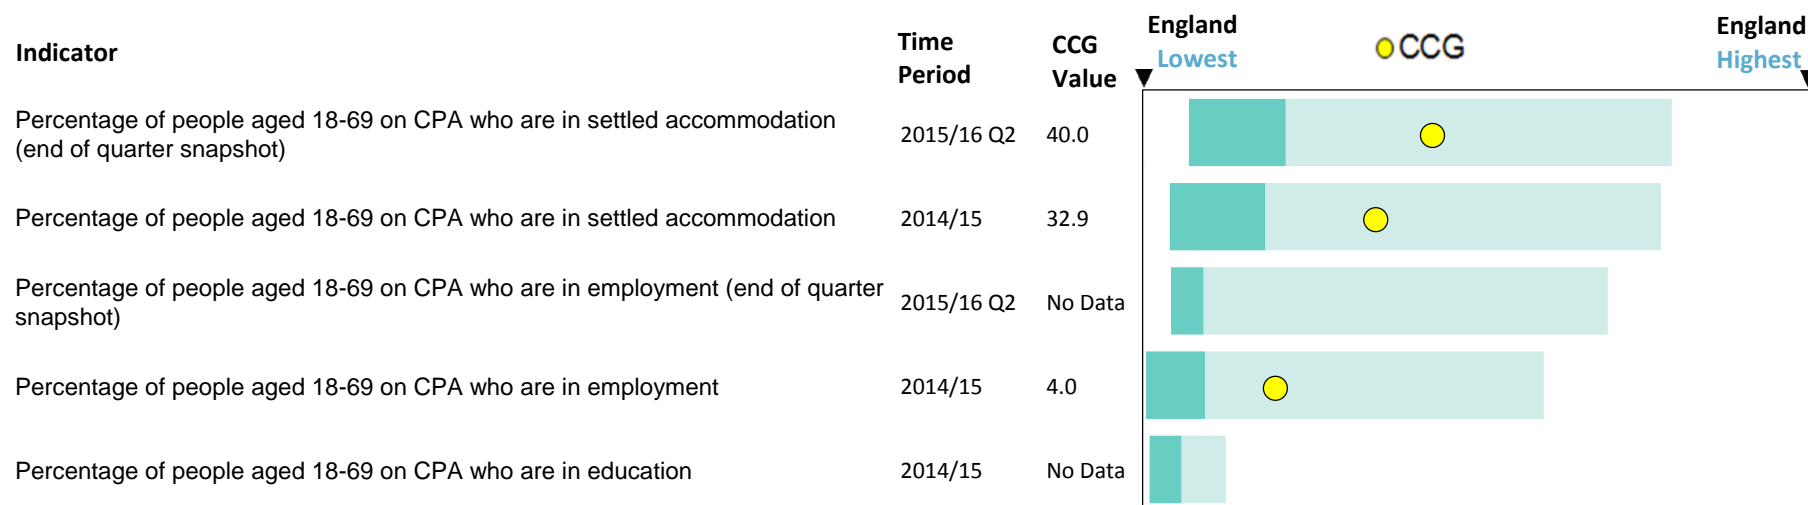 Indicator
Time
Period
CCG
Value
England
Lowest
CCG
England
Highest
Percentage of people aged 18-69 on CPA who are in settled accommodation
(end of quarter snapshot)
2015/16 Q2
40.0
Percentage of people aged 18-69 on CPA who are in settled accommodation
2014/15
32.9
Percentage of people aged 18-69 on CPA who are in employment (end of quarter
snapshot)
2015/16 Q2
No Data
Percentage of people aged 18-69 on CPA who are in employment
2014/15
4.0
Percentage of people aged 18-69 on CPA who are in education
2014/15
No Data